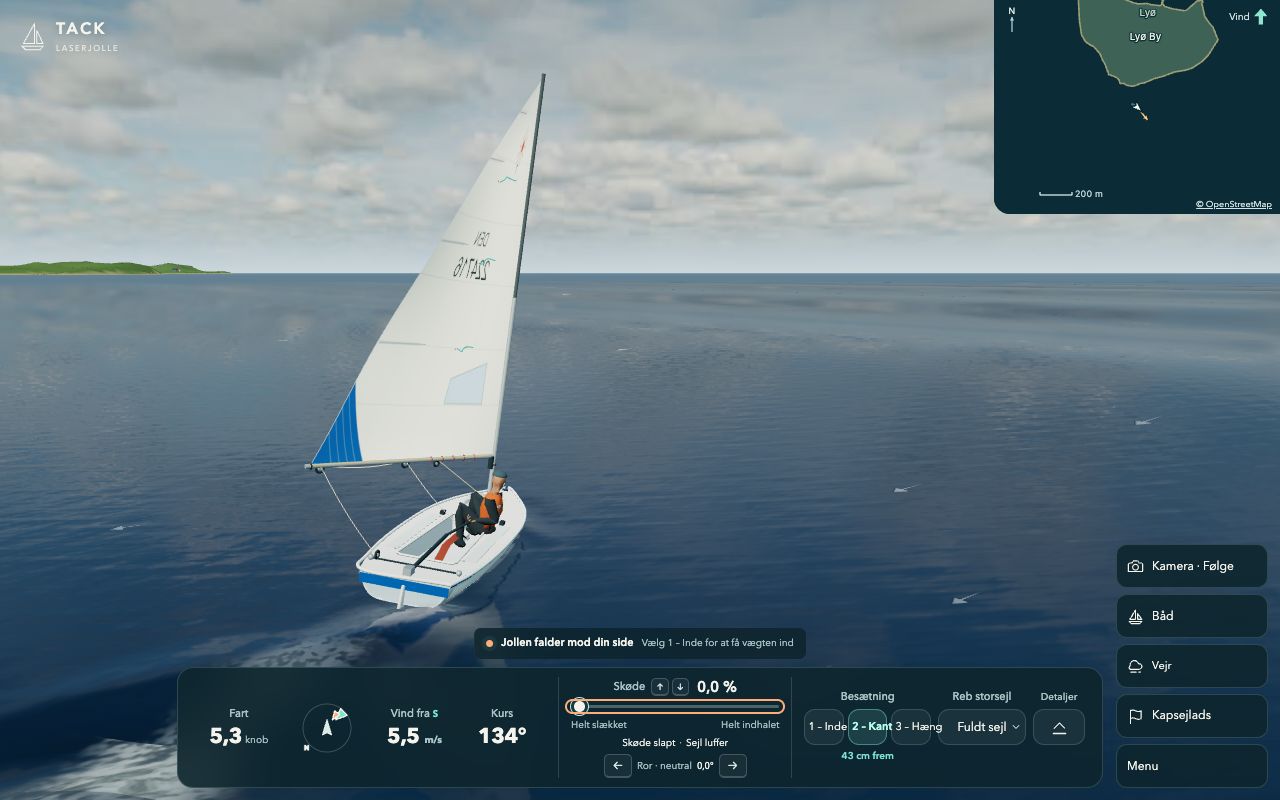 TACK
LASERJOLLE
N
Lyø
Lyø By
Vind
200 m
© OpenStreetMap
DEN
224716
Kamera · Følge
Båd
Vejr
Kapsejlads
Menu
Jollen falder mod din side Vælg 1 – Inde for at få vægten ind
Fart
5,3 knob
N
Vind fra S
5,5 m/s
Kurs
134°
Skøde ↑ ↓ 0,0 %
Helt slækket Helt indhalet
Skøde slapt · Sejl luffer
← Ror · neutral 0,0° →
Besætning
1 – Inde 2 – Kant 3 – Hæng
43 cm frem
Reb storsejl
Fuldt sejl
Detaljer